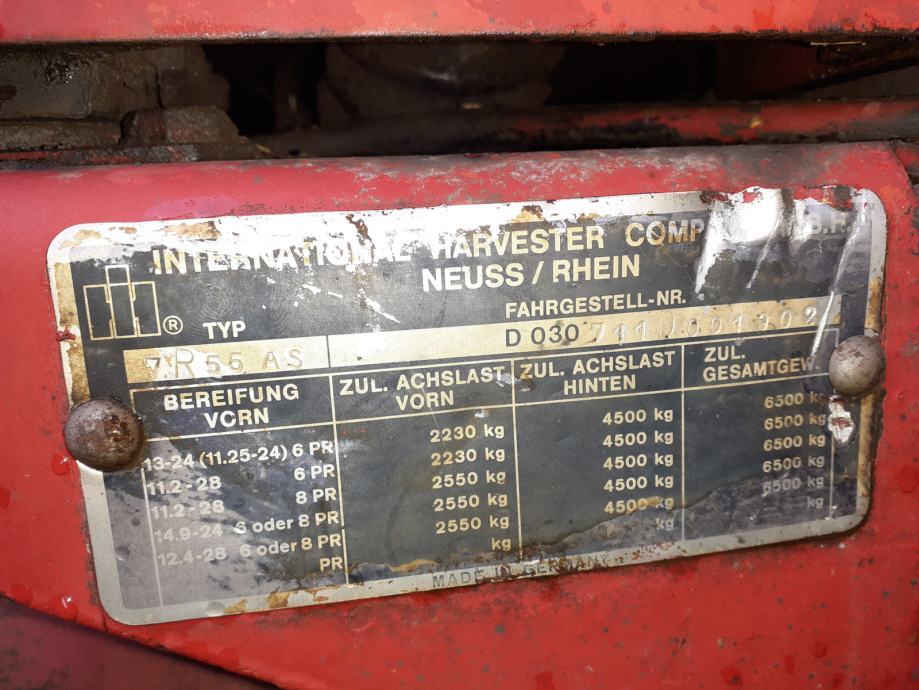 INTERNATIONAL HARVESTER COMP
NEUSS / RHEIN
® TYP
FAHRGESTELL-NR.
7R55 AS
D 030 711D001902
BEREIFUNG VORN
ZUL. ACHSLAST VORN
ZUL. ACHSLAST HINTEN
ZUL. GESAMTGEW.
13-24 (11.25-24) 6 PR 2230 kg 4500 kg 6500 kg
11.2-28 6 PR 2230 kg 4500 kg 6500 kg
11.2-28 8 PR 2550 kg 4500 kg 6500 kg
14.9-24 6 oder 8 PR 2550 kg 4500 kg 6500 kg
12.4-28 6 oder 8 PR 2550 kg 4500 kg 6500 kg
PR kg kg kg
MADE IN GERMANY